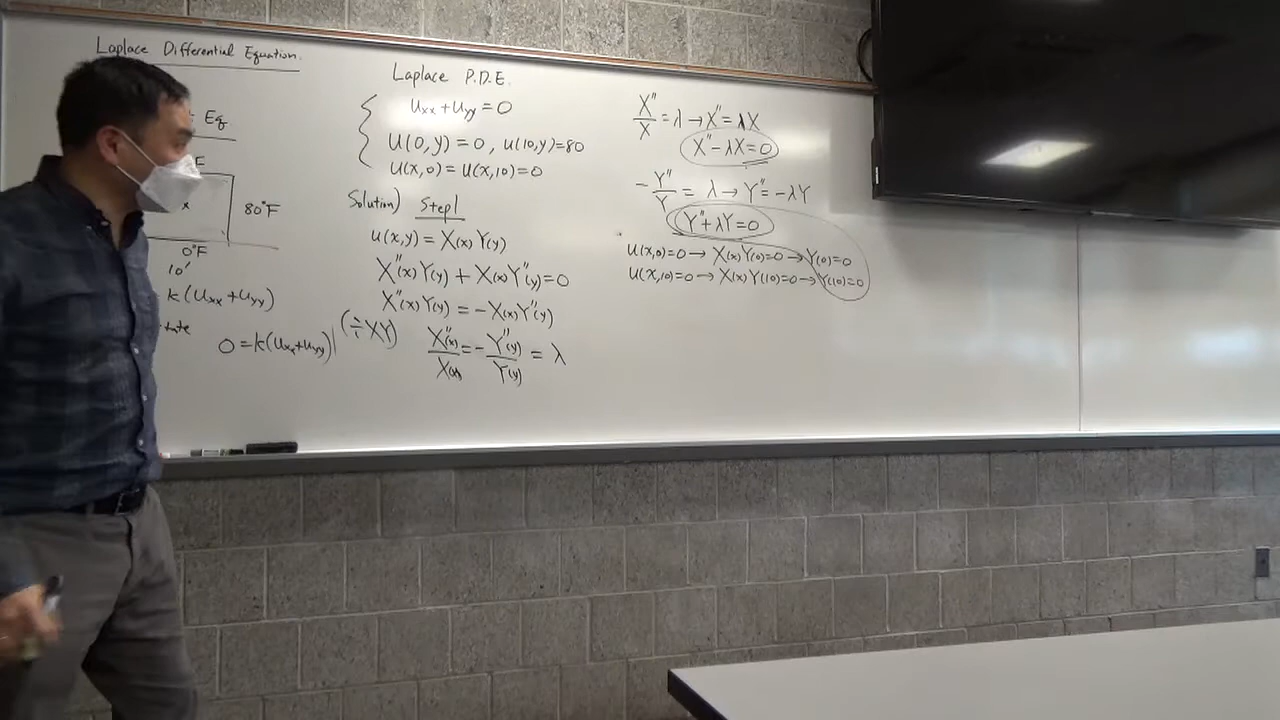 Laplace Differential Equation.
Eq
F
80°F
0°F
10'
k(Uxx+Uyy)
0=k(Uxx+Uyy)
Laplace P.D.E.
Uxx+Uyy=0
U(0,y)=0, U(10,y)=80
U(x,0)=U(x,10)=0
Solution) Step1
u(x,y)=X(x)Y(y)
X''(x)Y(y)+X(x)Y''(y)=0
X''(x)Y(y)=-X(x)Y''(y)
(÷XY) X''(x)/X(x)=-Y''(y)/Y(y)=λ
X''/X=λ→X''=λX
X''-λX=0
-Y''/Y=λ→Y''=-λY
Y''+λY=0
U(x,0)=0→X(x)Y(0)=0→Y(0)=0
U(x,10)=0→X(x)Y(10)=0→Y(10)=0